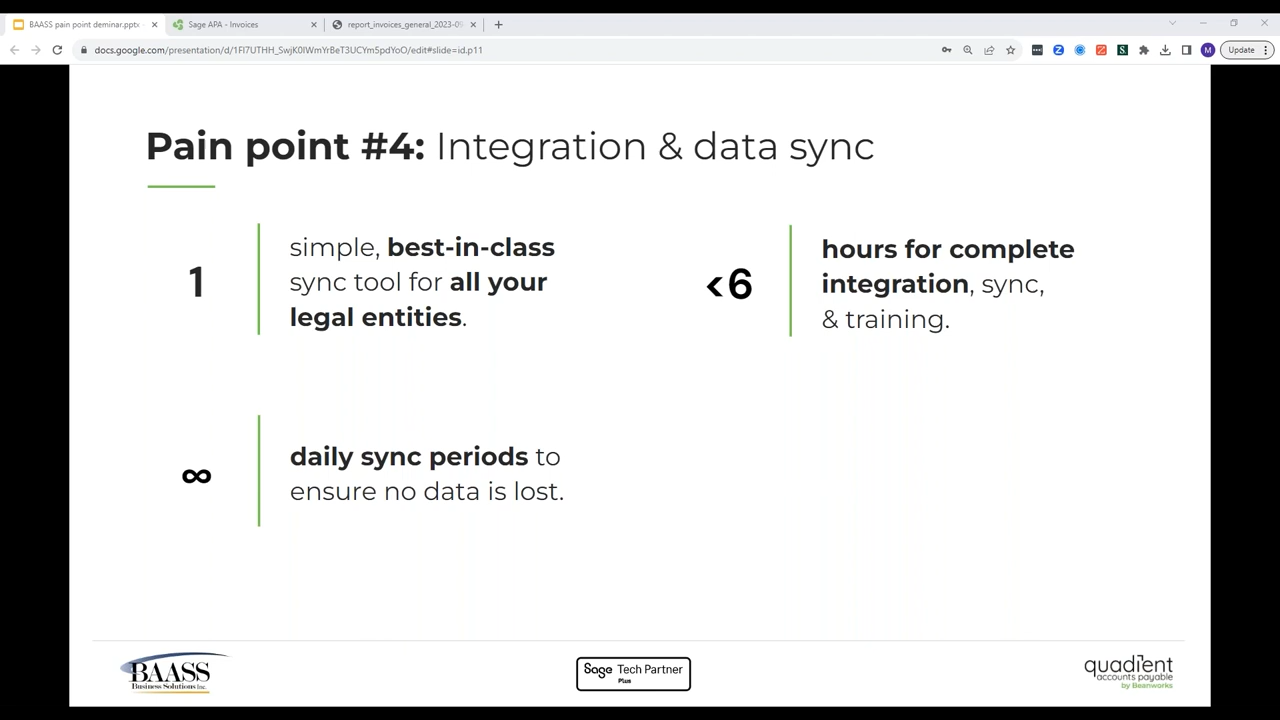 BAASS pain point deminar.pptx
Sage APA - Invoices
report_invoices_general_2023-09
docs.google.com/presentation/d/1FI7UTHH_SwjK0IWmYrBeT3UCYm5pdYoO/edit#slide=id.p11
M
Update
Pain point #4: Integration & data sync
1
simple, best-in-class
sync tool for all your
legal entities.
<6
hours for complete
integration, sync,
& training.
∞
daily sync periods to
ensure no data is lost.
BAASS
Business Solutions Inc.
Sage Tech Partner
Plus
quadient
accounts payable
by Beanworks